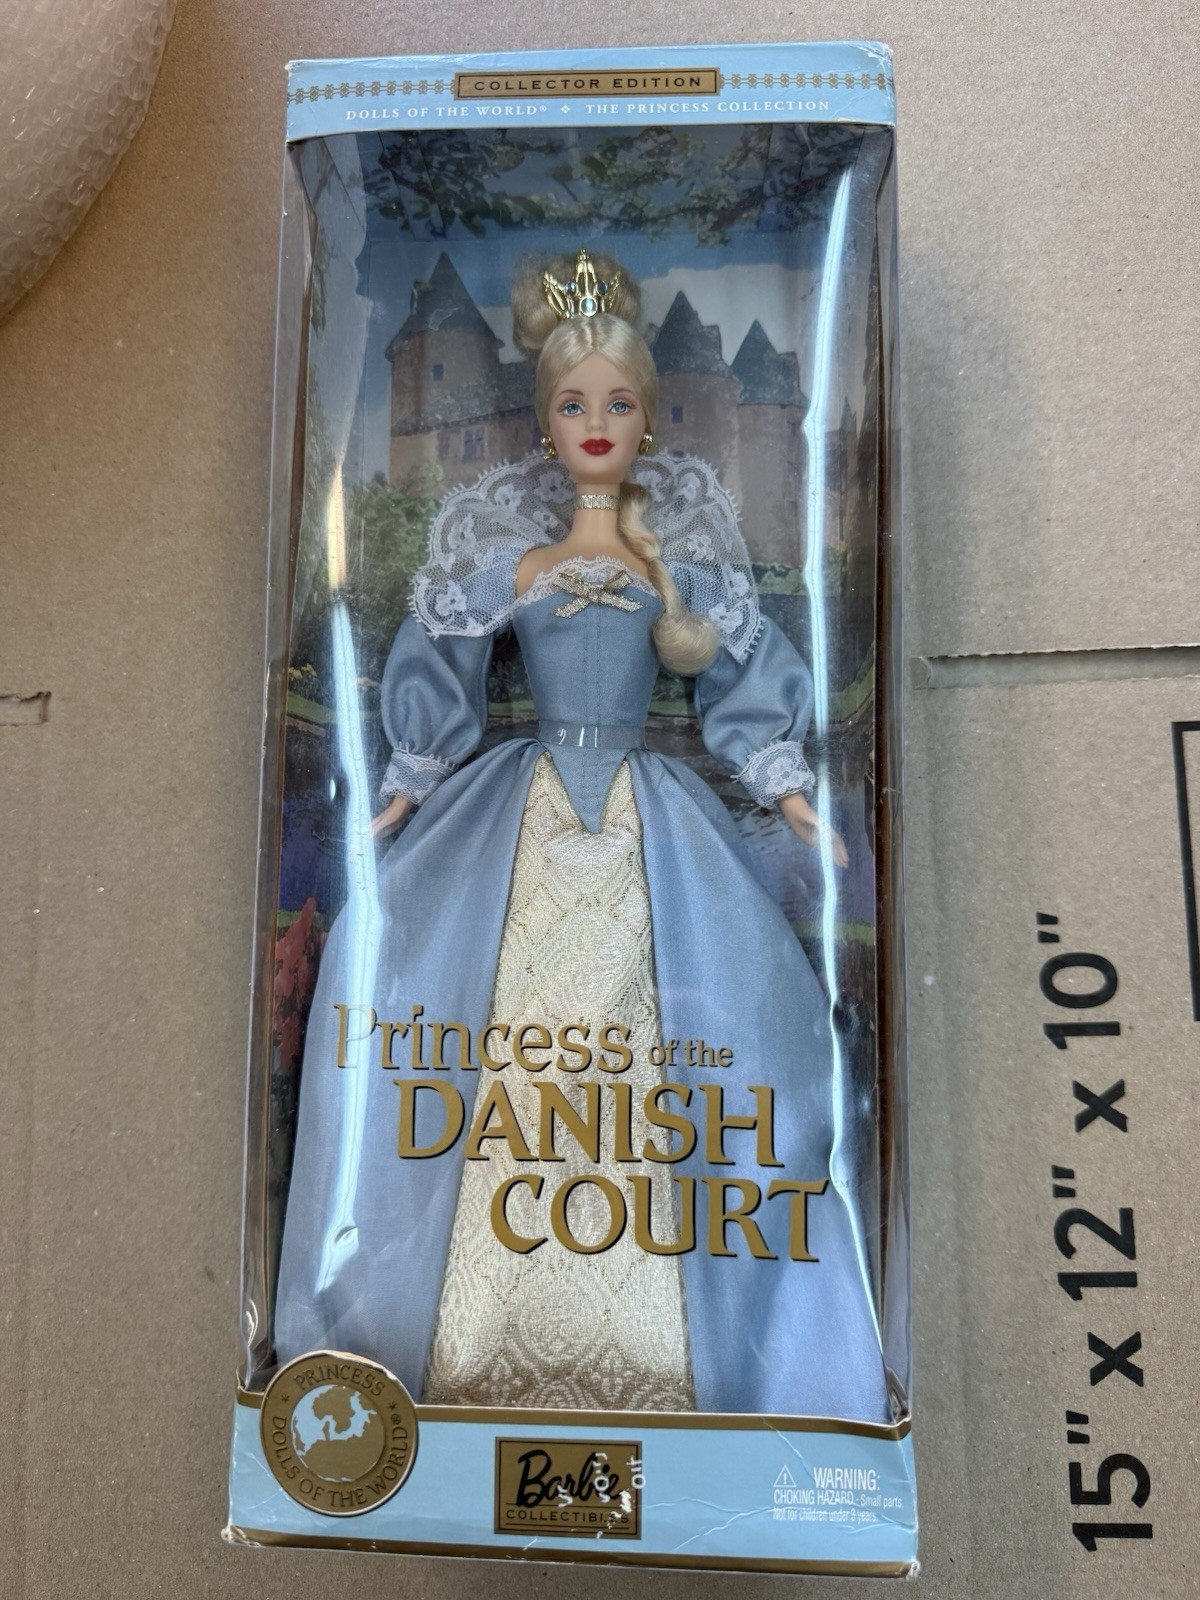 COLLECTOR EDITION
DOLLS OF THE WORLD® ❖ THE PRINCESS COLLECTION
Princess of the
DANISH
COURT™
PRINCESS
DOLLS OF THE WORLD®
Barbie
COLLECTIBLES
WARNING:
CHOKING HAZARD - Small parts.
Not for children under 3 years.
15" x 12" x 10"